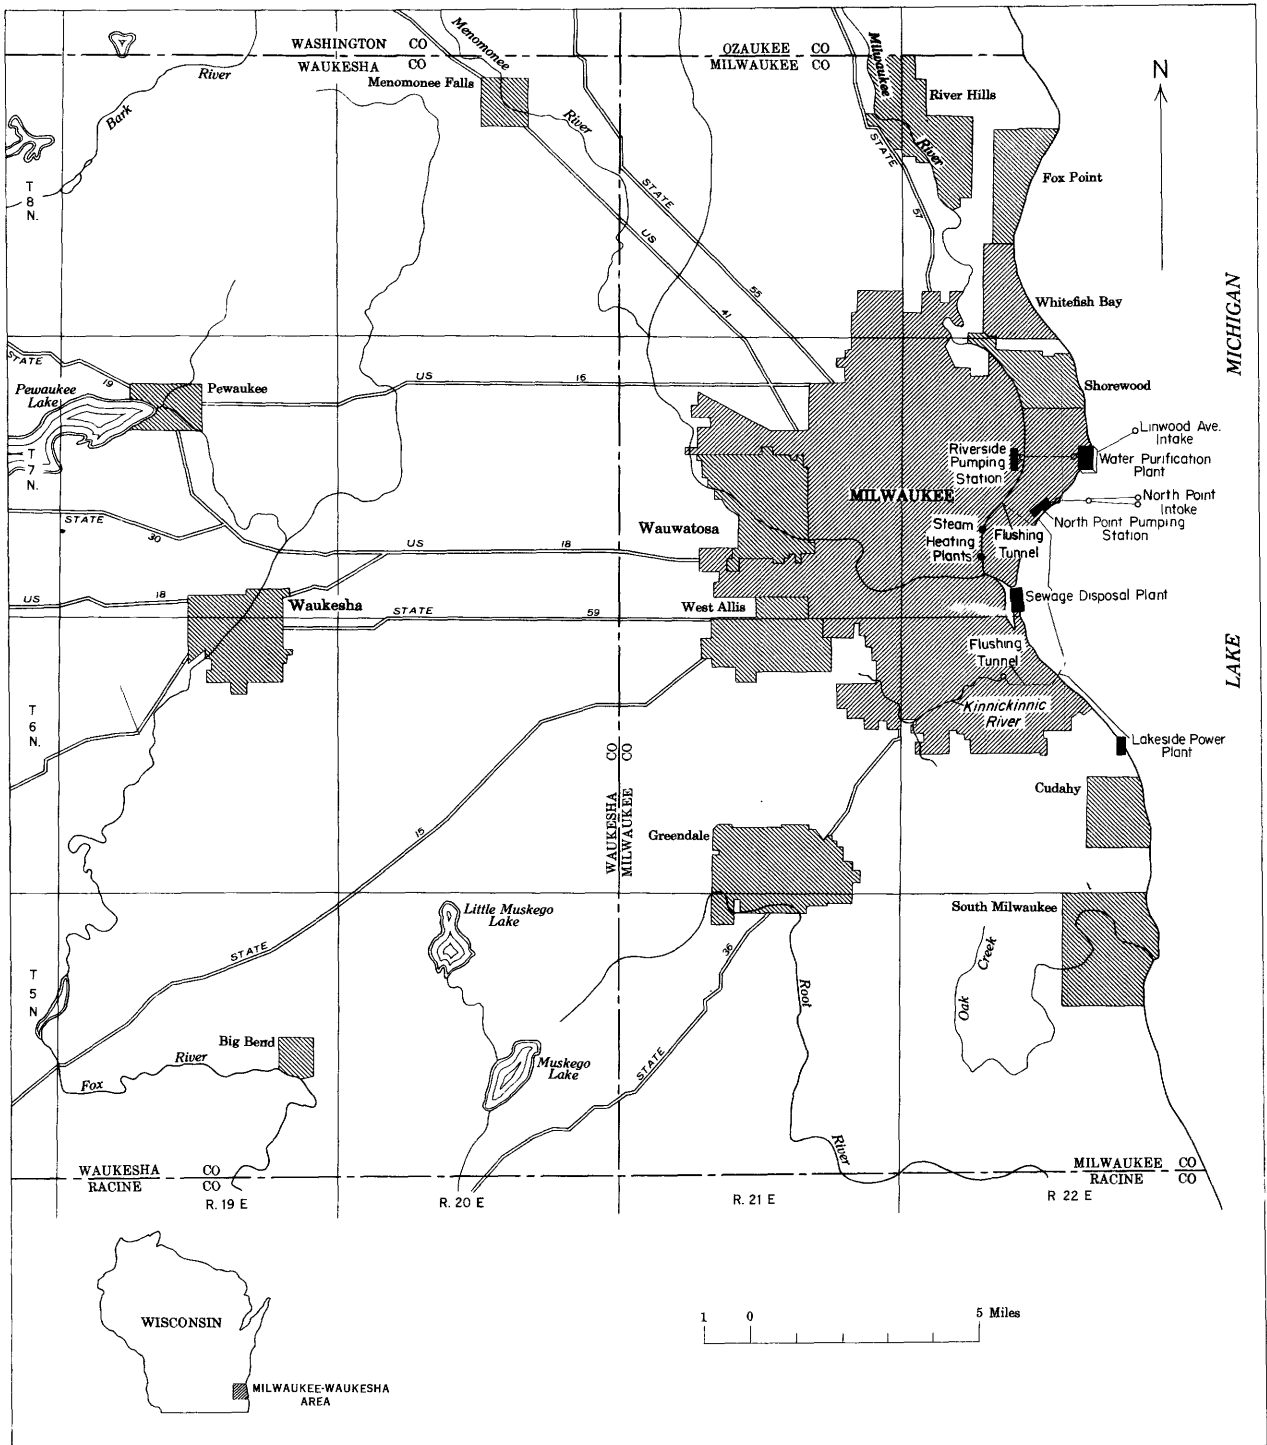 WASHINGTON CO
WAUKESHA CO
OZAUKEE CO
MILWAUKEE CO
Menomonee
River
Menomonee Falls
River
Bark
Milwaukee
River
River Hills
N
STATE
57
Fox Point
T
8
N.
STATE
55
US
41
Whitefish Bay
MICHIGAN
STATE
19
Pewaukee
Lake
Pewaukee
US 16
Shorewood
Linwood Ave.
Intake
Riverside
Pumping
Station
Water Purification
Plant
T
7
N.
MILWAUKEE
North Point
Intake
North Point Pumping
Station
STATE
30
Wauwatosa
Steam
Heating
Plants
Flushing
Tunnel
US 18
US 18
Waukesha
STATE 59
West Allis
Sewage Disposal Plant
Flushing
Tunnel
LAKE
Kinnickinnic
River
T
6
N.
Lakeside Power
Plant
WAUKESHA CO
MILWAUKEE CO
Cudahy
Greendale
15
STATE
Little Muskego
Lake
South Milwaukee
36
STATE
Oak Creek
Root
River
T
5
N
Big Bend
Fox River
Muskego
Lake
WAUKESHA CO
RACINE CO
MILWAUKEE CO
RACINE CO
R. 19 E
R. 20 E
R. 21 E
R 22 E
WISCONSIN
MILWAUKEE-WAUKESHA
AREA
1 0 5 Miles